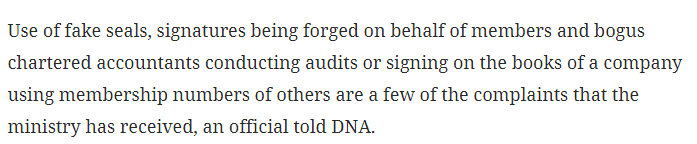 Use of fake seals, signatures being forged on behalf of members and bogus
chartered accountants conducting audits or signing on the books of a company
using membership numbers of others are a few of the complaints that the
ministry has received, an official told DNA.